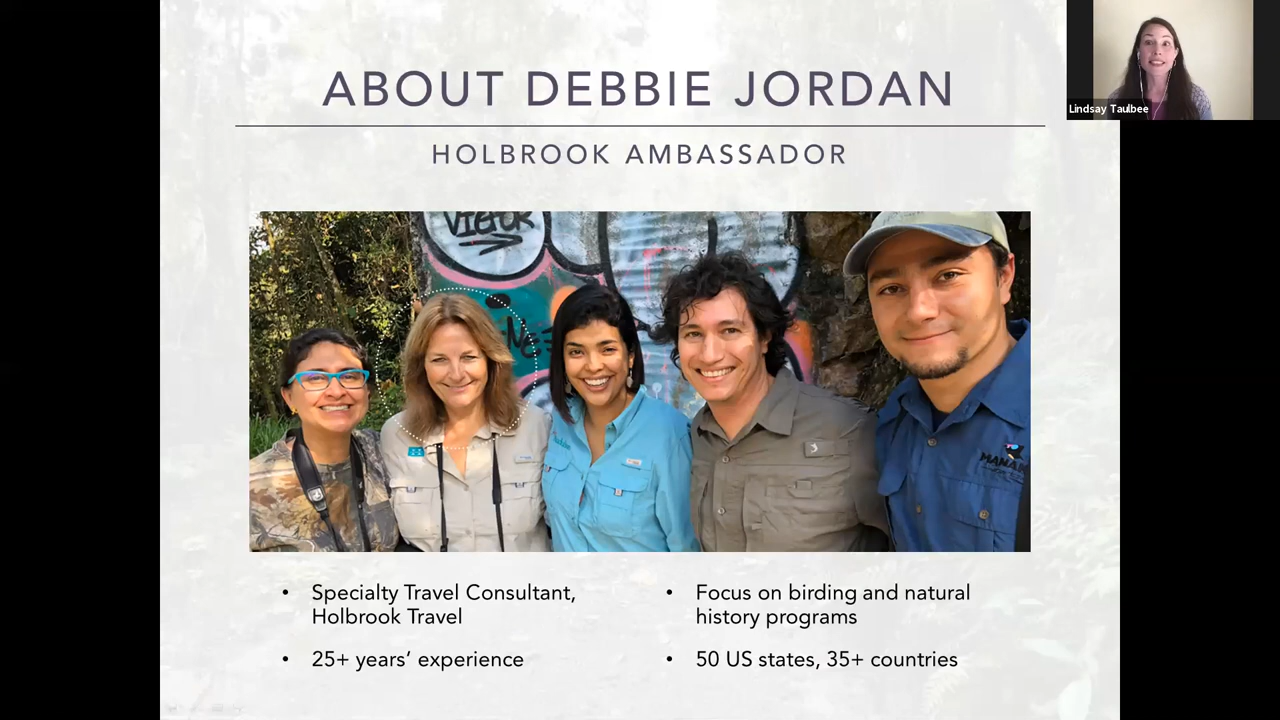 ABOUT DEBBIE JORDAN
Lindsay Taulbee
HOLBROOK AMBASSADOR
VICTOR
• Specialty Travel Consultant,
Holbrook Travel
• 25+ years‘ experience
• Focus on birding and natural
history programs
• 50 US states, 35+ countries